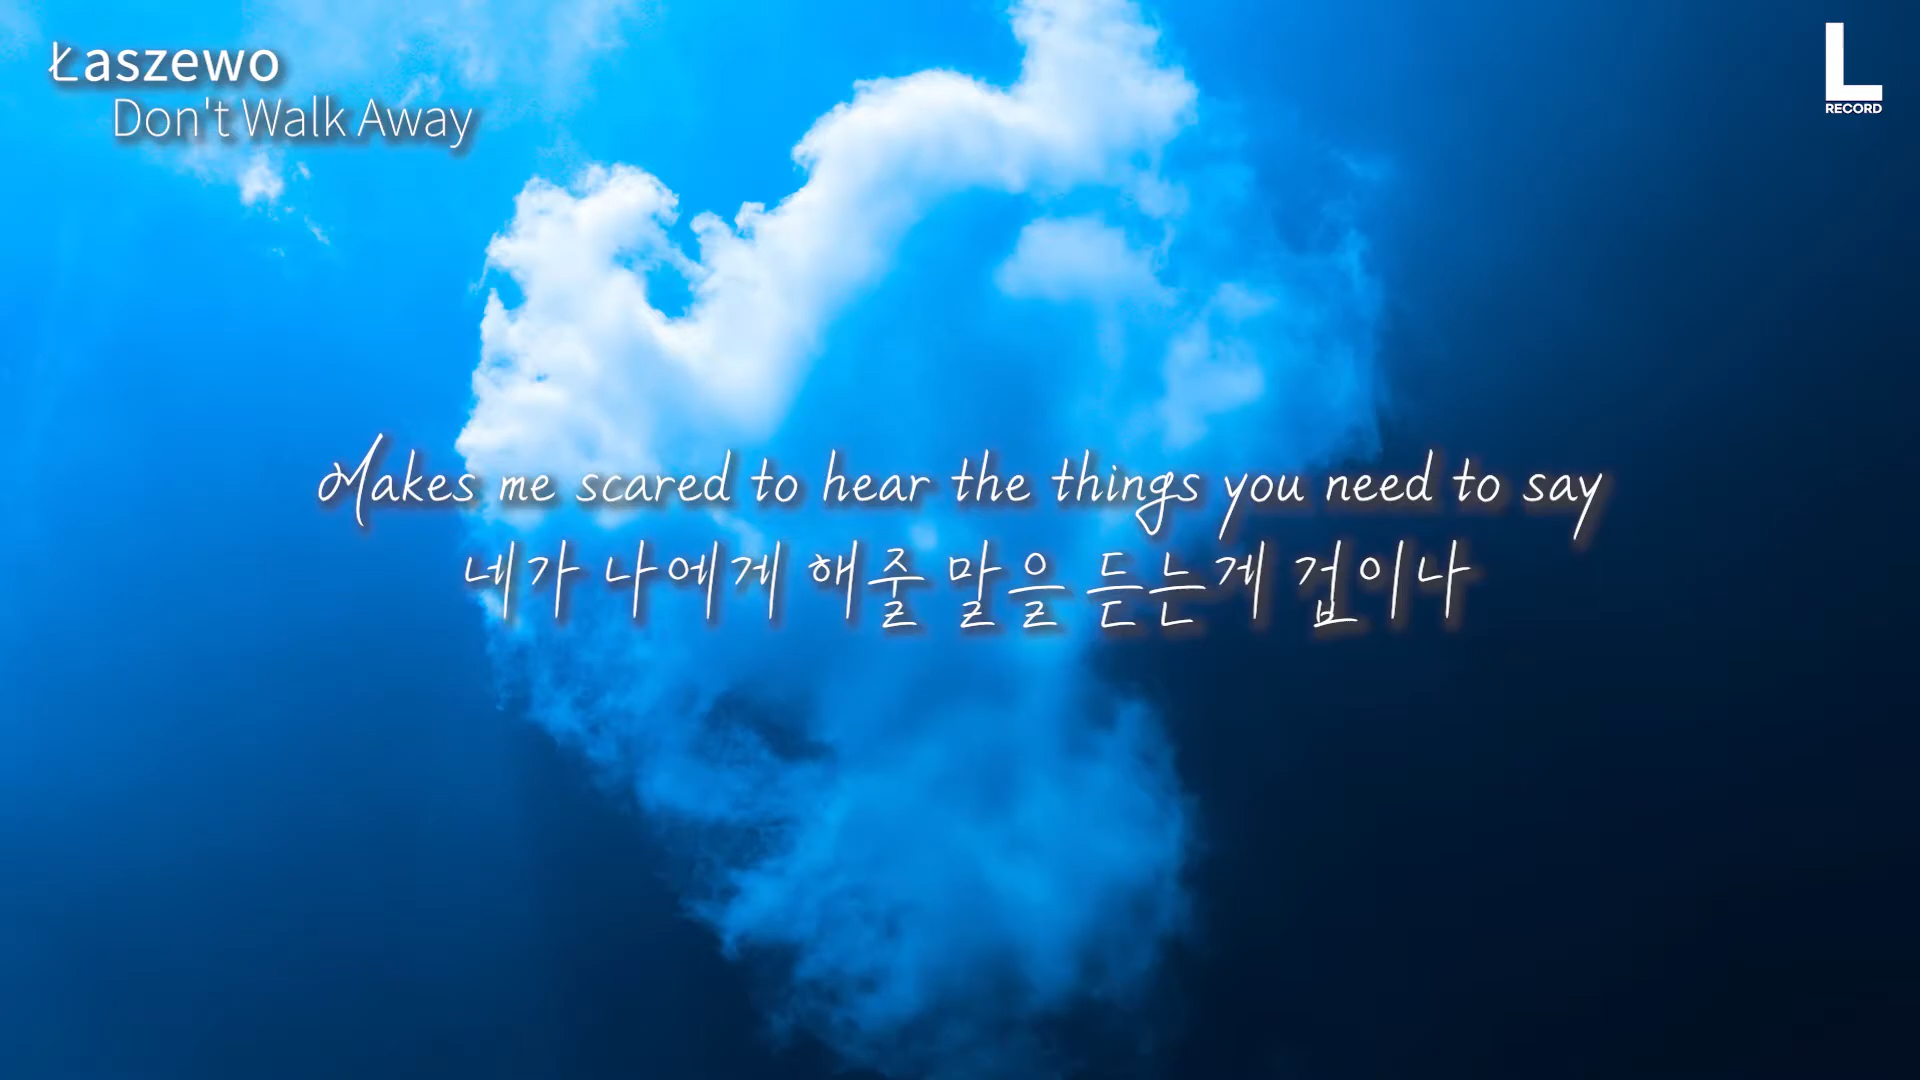 Łaszewo
Don't Walk Away
L
RECORD
Makes me scared to hear the things you need to say
네가 나에게 해줄 말을 듣는게 겁이나